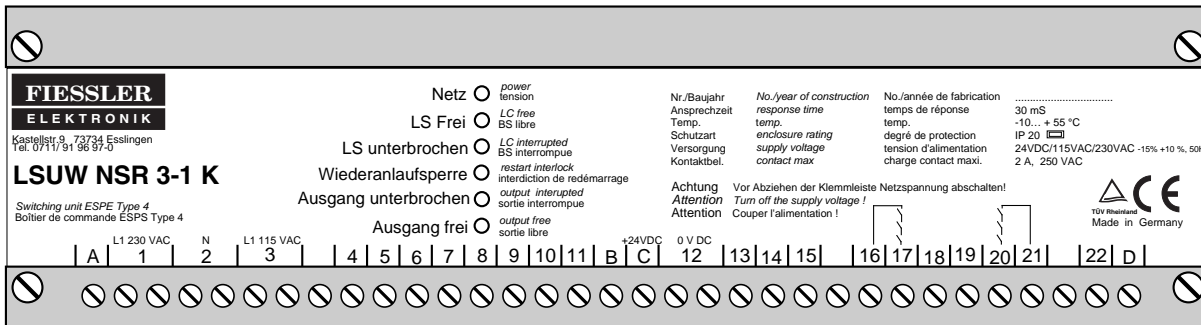 FIESSLER
ELEKTRONIK
Kastellstr.9 73734 Esslingen
Tel. 0711/ 91 96 97-0
LSUW NSR 3-1 K
Switching unit ESPE Type 4
Boîtier de commande ESPS Type 4
Netz power tension
LS Frei LC free BS libre
LS unterbrochen LC interrupted BS interrompue
Wiederanlaufsperre restart interlock interdiction de redémarrage
Ausgang unterbrochen output interupted sortie interrompue
Ausgang frei output free sortie libre
Nr./Baujahr No./year of construction No./année de fabrication ................................
Ansprechzeit response time temps de réponse 30 mS
Temp. temp. temp. -10... + 55 °C
Schutzart enclosure rating degré de protection IP 20
Versorgung supply voltage tension d'alimentation 24VDC/115VAC/230VAC -15% +10 %, 50H
Kontaktbel. contact max charge contact maxi. 2 A, 250 VAC
Achtung Vor Abziehen der Klemmleiste Netzspannung abschalten!
Attention Turn off the supply voltage !
Attention Couper l'alimentation !
TÜV Rheinland
CE
Made in Germany
L1 230 VAC N L1 115 VAC +24VDC 0 V DC
A 1 2 3 4 5 6 7 8 9 10 11 B C 12 13 14 15 16 17 18 19 20 21 22 D